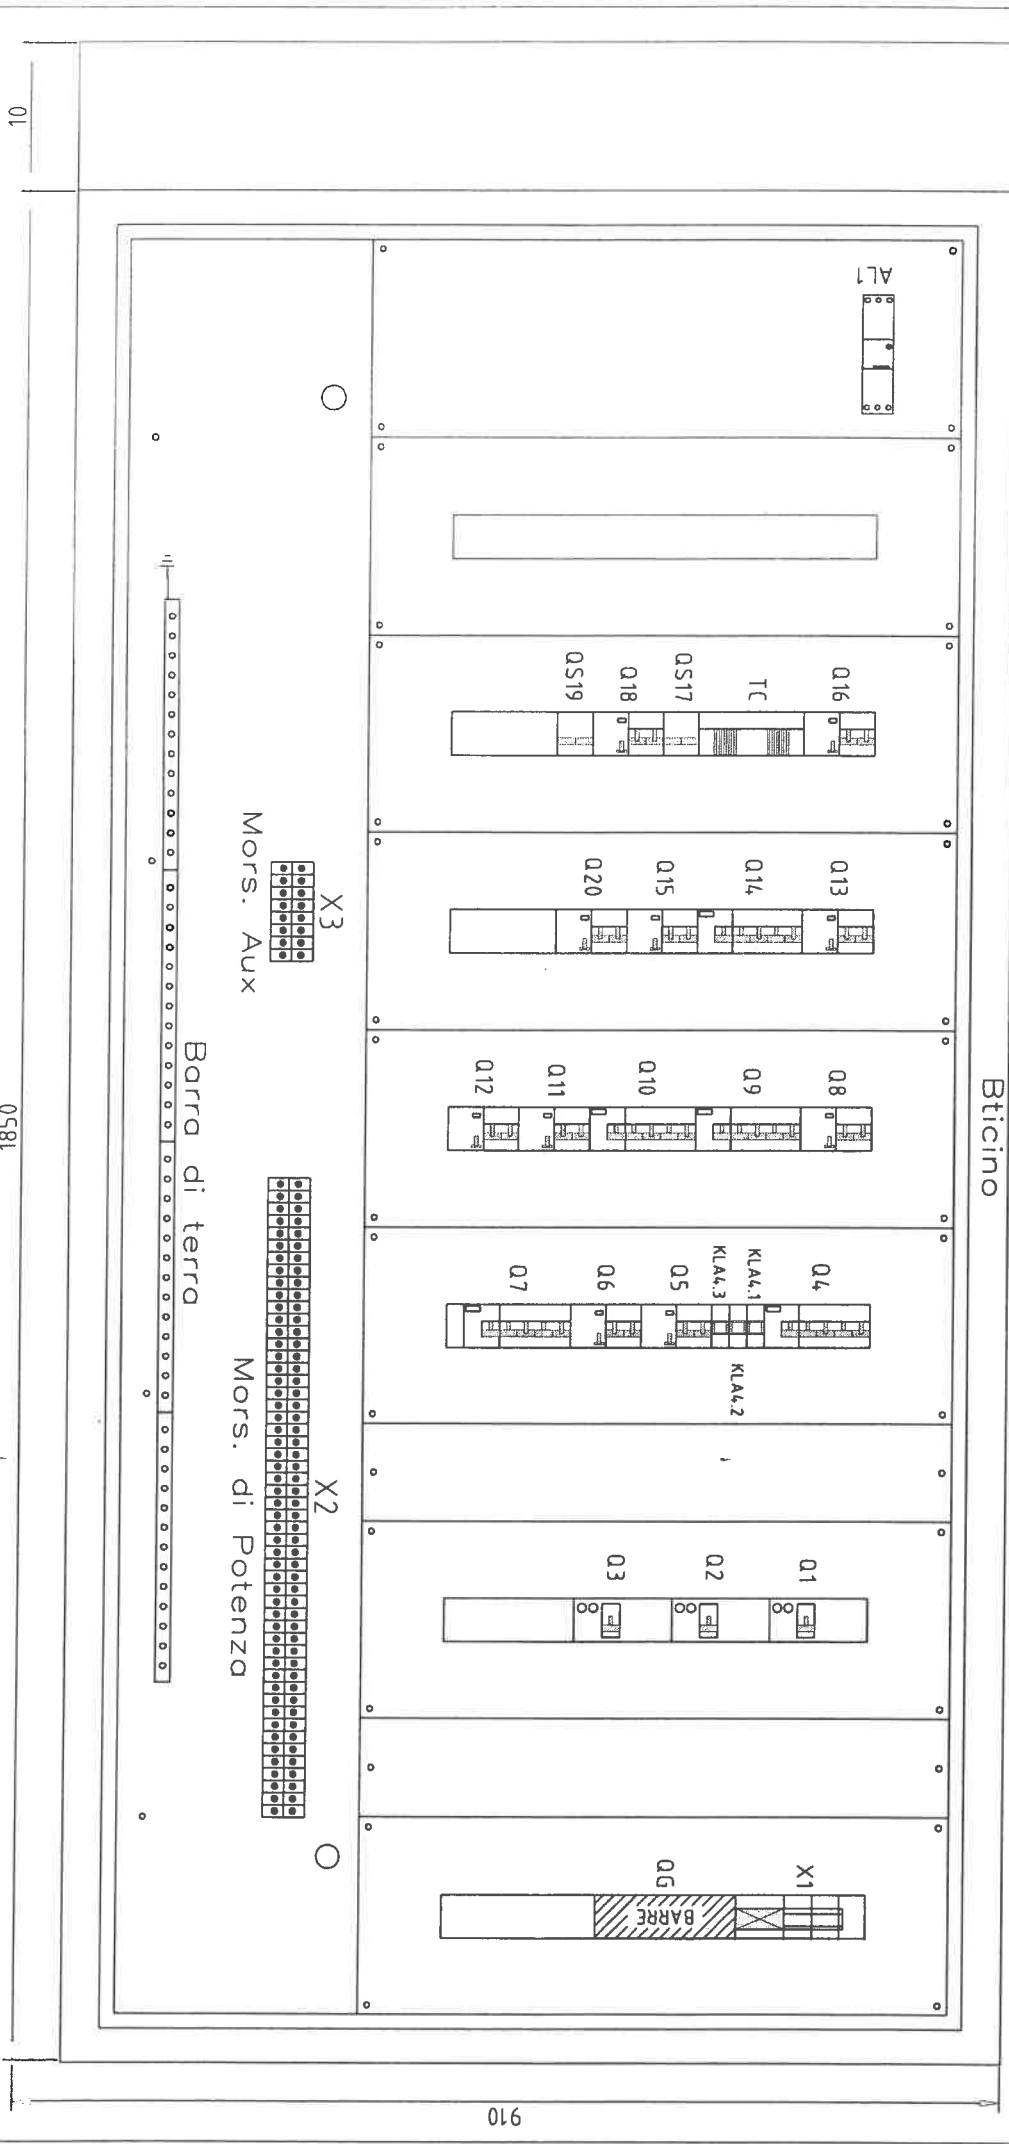 10
1850
910
Bticino
AL1
Q16
TC
QS17
Q18
QS19
Q13
Q14
Q15
Q20
Q8
Q9
Q10
Q11
Q12
Q4
KLA4.1
KLA4.2
KLA4.3
Q5
Q6
Q7
Q1
Q2
Q3
X1
QG
BARRE
X3
Mors. Aux
X2
Mors. di Potenza
Barra di terra